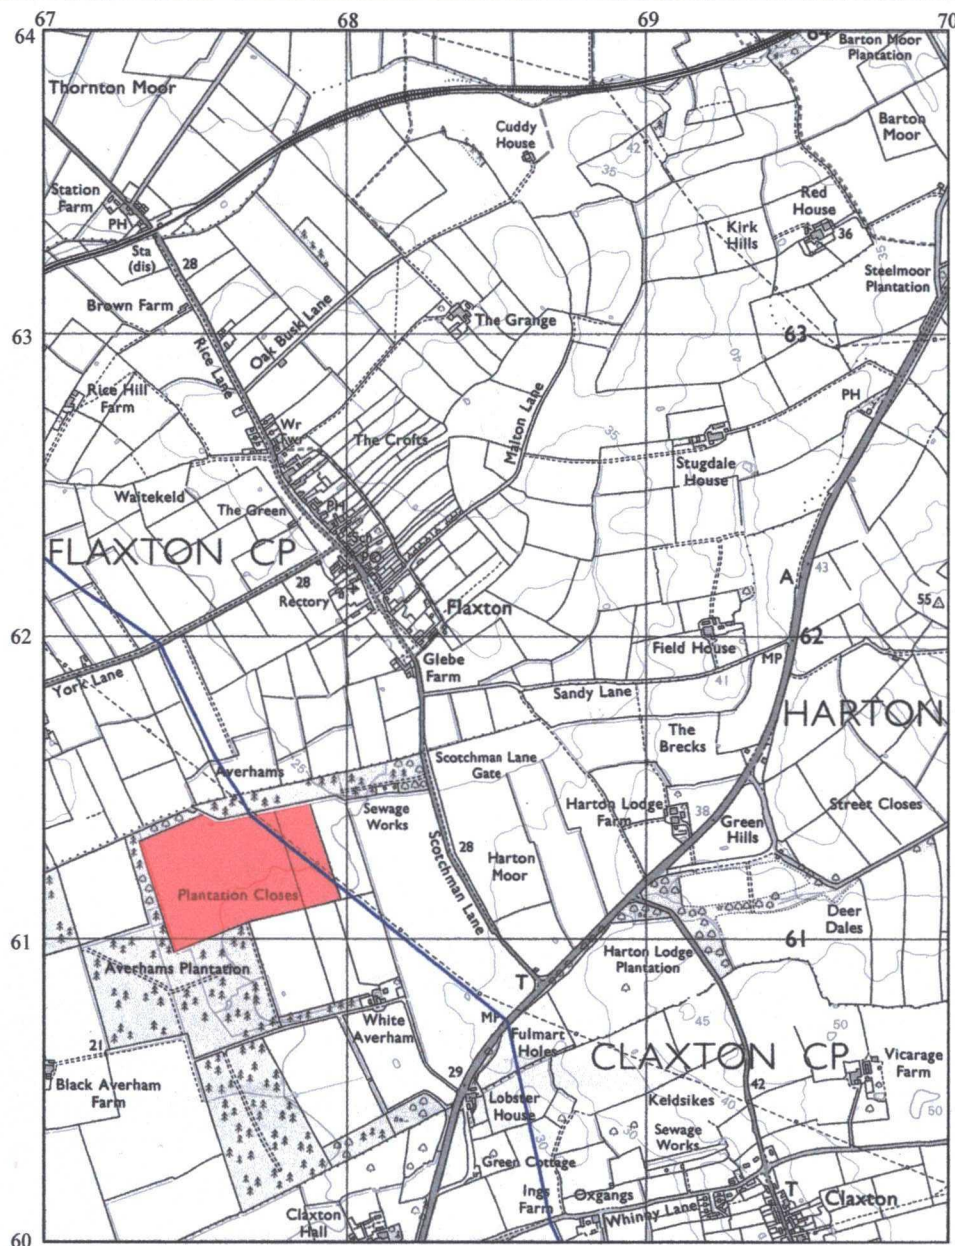 67
68
69
70
64
64
Barton Moor
Plantation
Thornton Moor
Cuddy
House
42
35
Barton
Moor
Station
Farm
PH
Red
House
Kirk
Hills
36
35
Sta
(dis)
28
Steelmoor
Plantation
Brown Farm
Oak Busk Lane
The Grange
63
Rice Lane
40
Rice Hill
Farm
PH
Wr
Twr
The Crofts
Malton Lane
35
Stugdale
House
Waitekeld
The Green
PH
FLAXTON CP
28
A
43
Rectory
Flaxton
55
62
Field House
MP
Glebe
Farm
York Lane
Sandy Lane
41
HARTON
The
Brecks
Scotchman Lane
Gate
25
Averhams
Sewage
Works
Harton Lodge
Farm
38
Street Closes
Green
Hills
28
Harton
Moor
Scotchman Lane
Plantation Closes
Deer
Dales
61
Harton Lodge
Plantation
Averhams Plantation
T
White
Averham
MP
Fulmart
Holes
45
50
21
CLAXTON CP
Vicarage
Farm
Black Averham
Farm
29
42
Lobster
House
Keldsikes
40
50
30
30
Sewage
Works
Green Cottage
Ings
Farm
Oxgangs
T
Claxton
Whinny Lane
Claxton
Hall
60